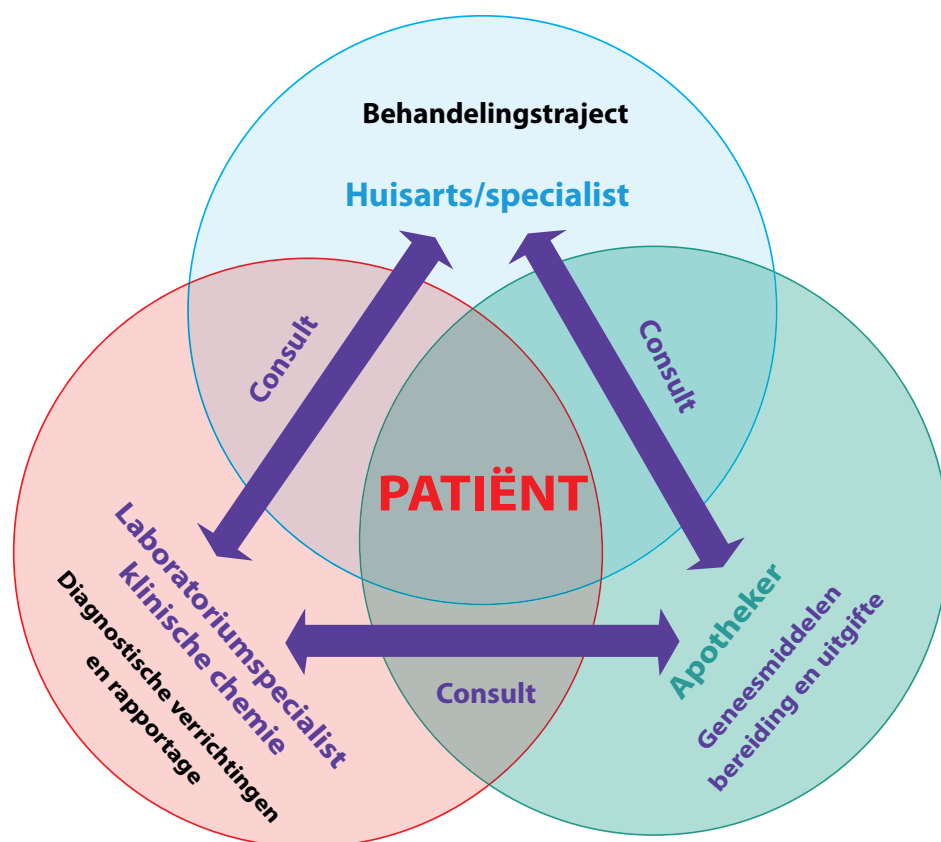 Behandelingstraject
Huisarts/specialist
Consult
Consult
PATIËNT
Laboratoriumspecialist
klinische chemie
Diagnostische verrichtingen
en rapportage
Consult
Apotheker
Geneesmiddelen
bereiding en uitgifte